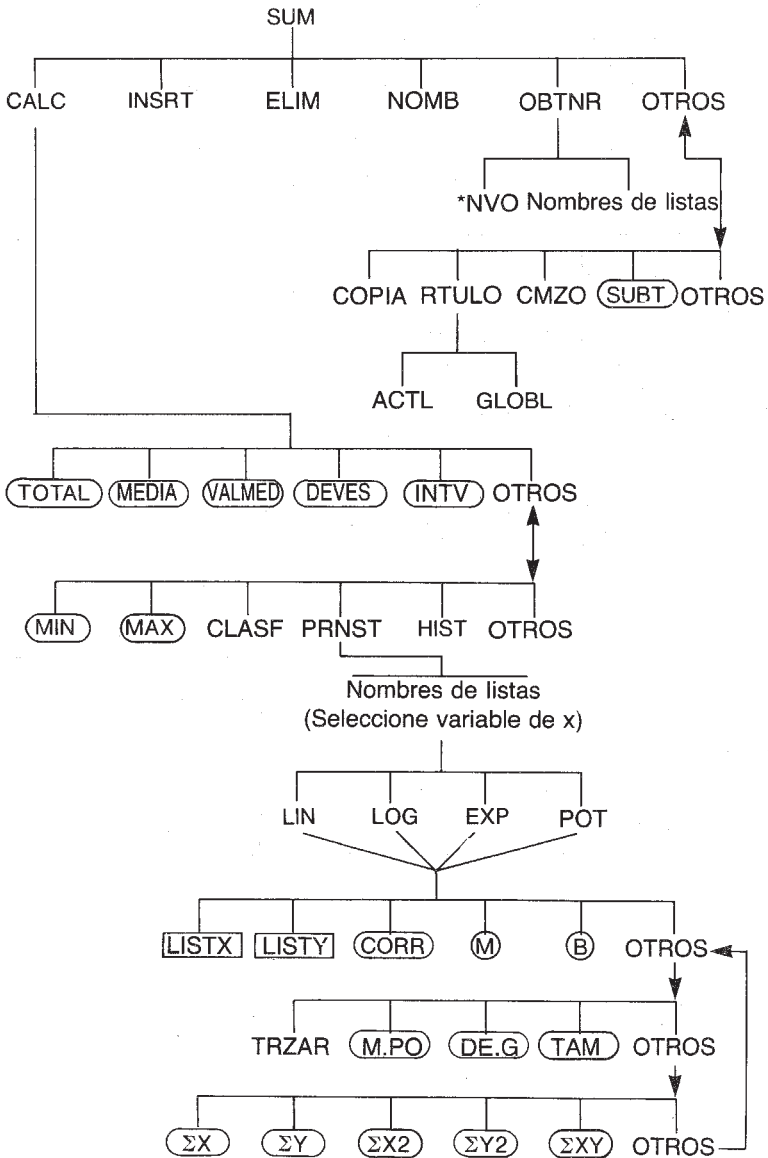 SUM
CALC INSRT ELIM NOMB OBTNR OTROS
*NVO Nombres de listas
COPIA RTULO CMZO SUBT OTROS
ACTL GLOBL
TOTAL MEDIA VALMED DEVES INTV OTROS
MIN MAX CLASF PRNST HIST OTROS
Nombres de listas
(Seleccione variable de x)
LIN LOG EXP POT
LISTX LISTY CORR M B OTROS
TRZAR M.PO DE.G TAM OTROS
ΣX ΣY ΣX2 ΣY2 ΣXY OTROS